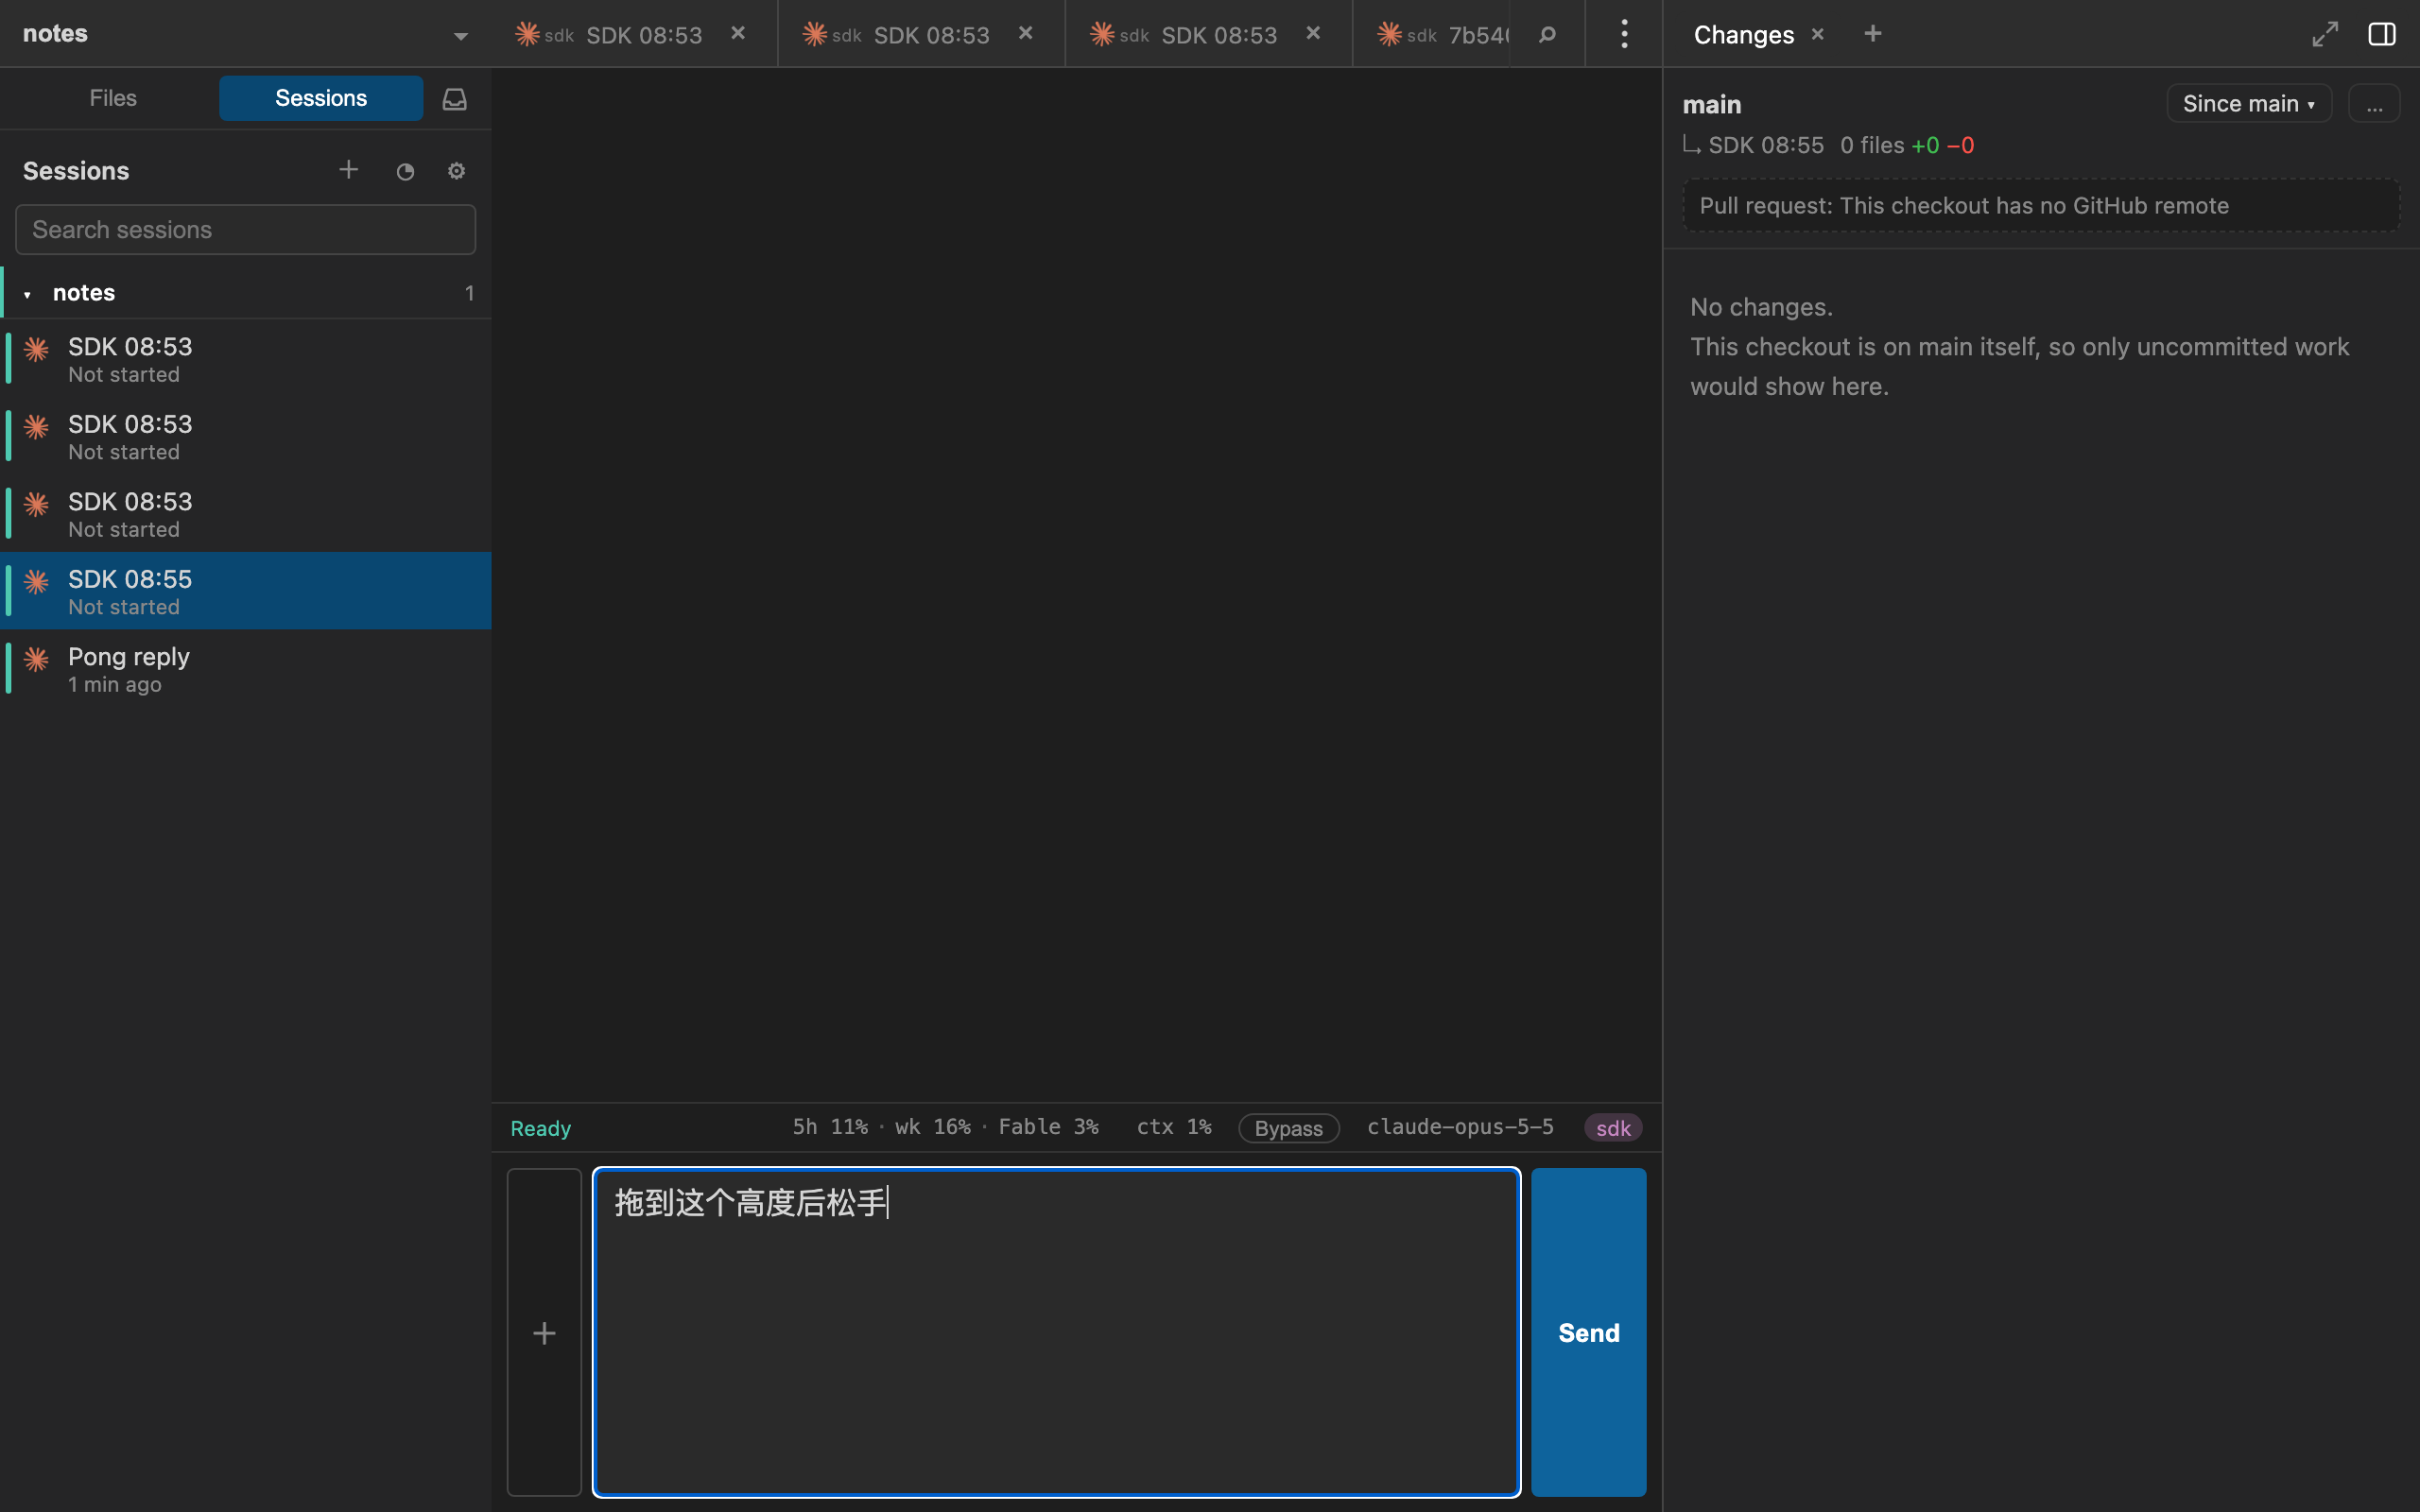 notes
Files
Sessions
Sessions
Search sessions
notes 1
SDK 08:53
Not started
SDK 08:53
Not started
SDK 08:53
Not started
SDK 08:55
Not started
Pong reply
1 min ago
sdk SDK 08:53
sdk SDK 08:53
sdk SDK 08:53
sdk
Ready
5h 11% · wk 16% · Fable 3%
ctx 1%
Bypass
claude-opus-5-5
sdk
拖到这个高度后松手
Send
Changes
main
Since main
...
SDK 08:55 0 files +0 −0
Pull request: This checkout has no GitHub remote
No changes.
This checkout is on main itself, so only uncommitted work
would show here.